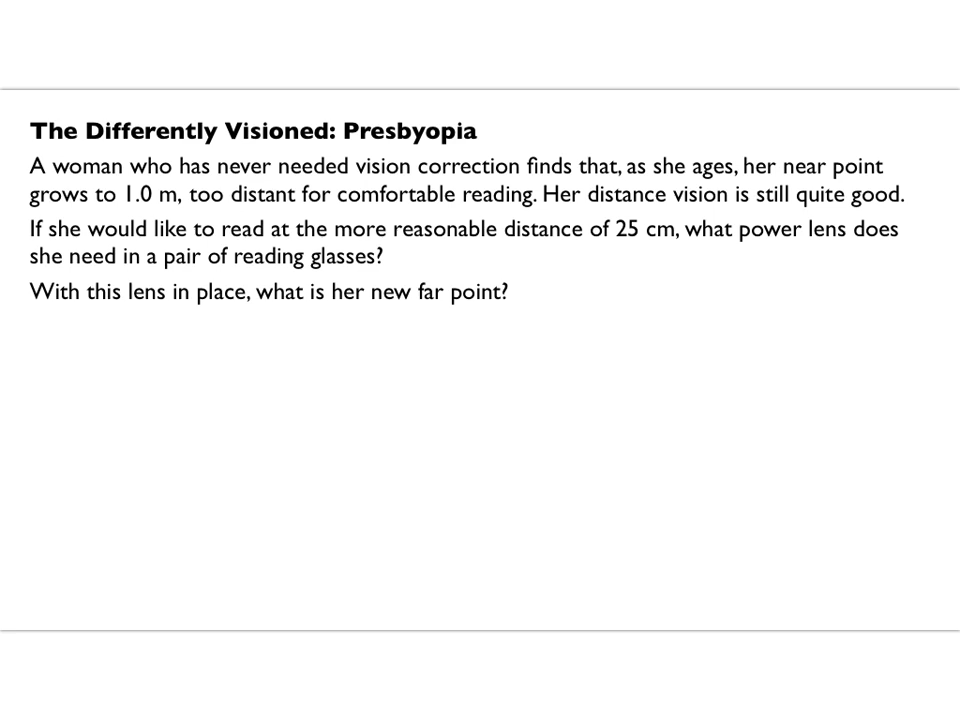 The Differently Visioned: Presbyopia
A woman who has never needed vision correction finds that, as she ages, her near point
grows to 1.0 m, too distant for comfortable reading. Her distance vision is still quite good.
If she would like to read at the more reasonable distance of 25 cm, what power lens does
she need in a pair of reading glasses?
With this lens in place, what is her new far point?